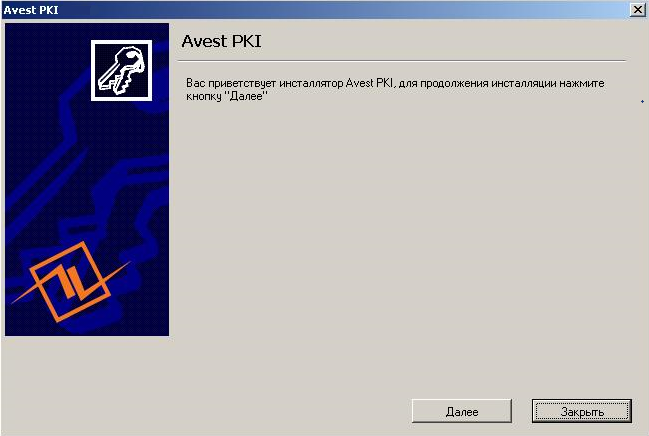 Avest PKI
Avest PKI
Вас приветствует инсталлятор Avest PKI, для продолжения инсталляции нажмите
кнопку "Далее"
Далее
Закрыть